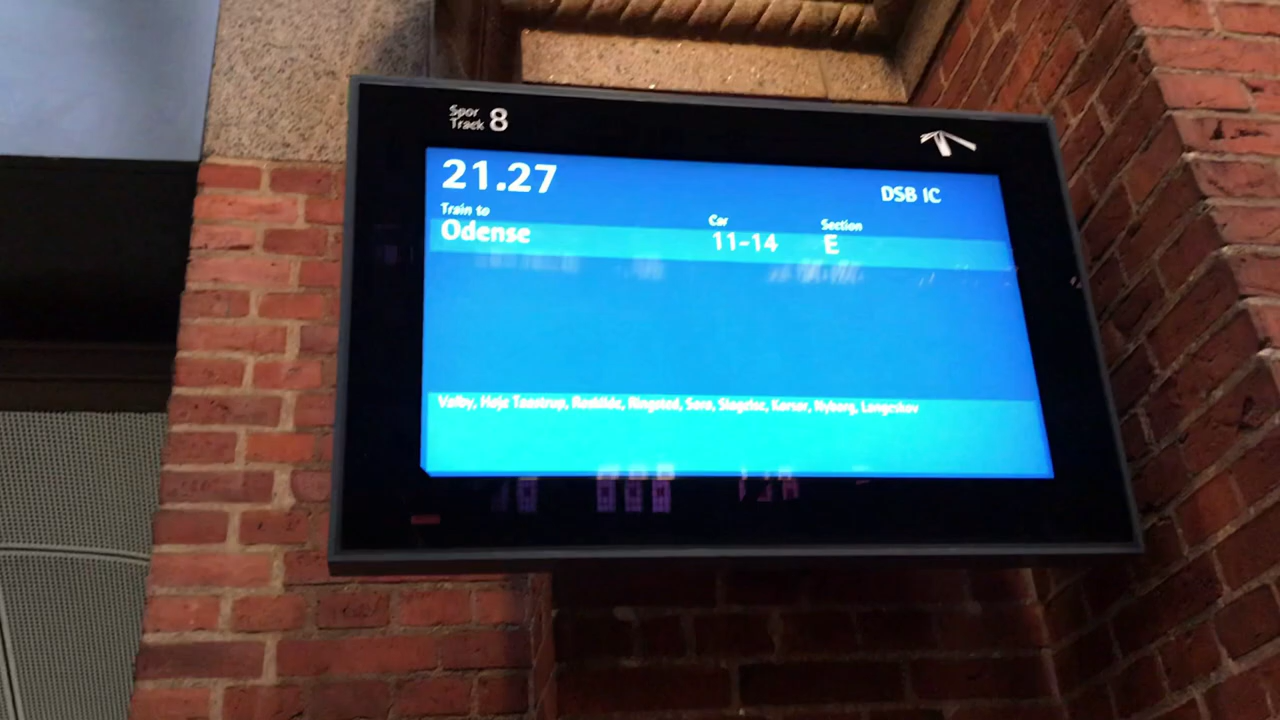 Spor
Track 8
21.27
DSB IC
Train to
Car
Section
Odense
11-14
E
Valby, Høje Taastrup, Roskilde, Ringsted, Sorø, Slagelse, Korsør, Nyborg, Langeskov